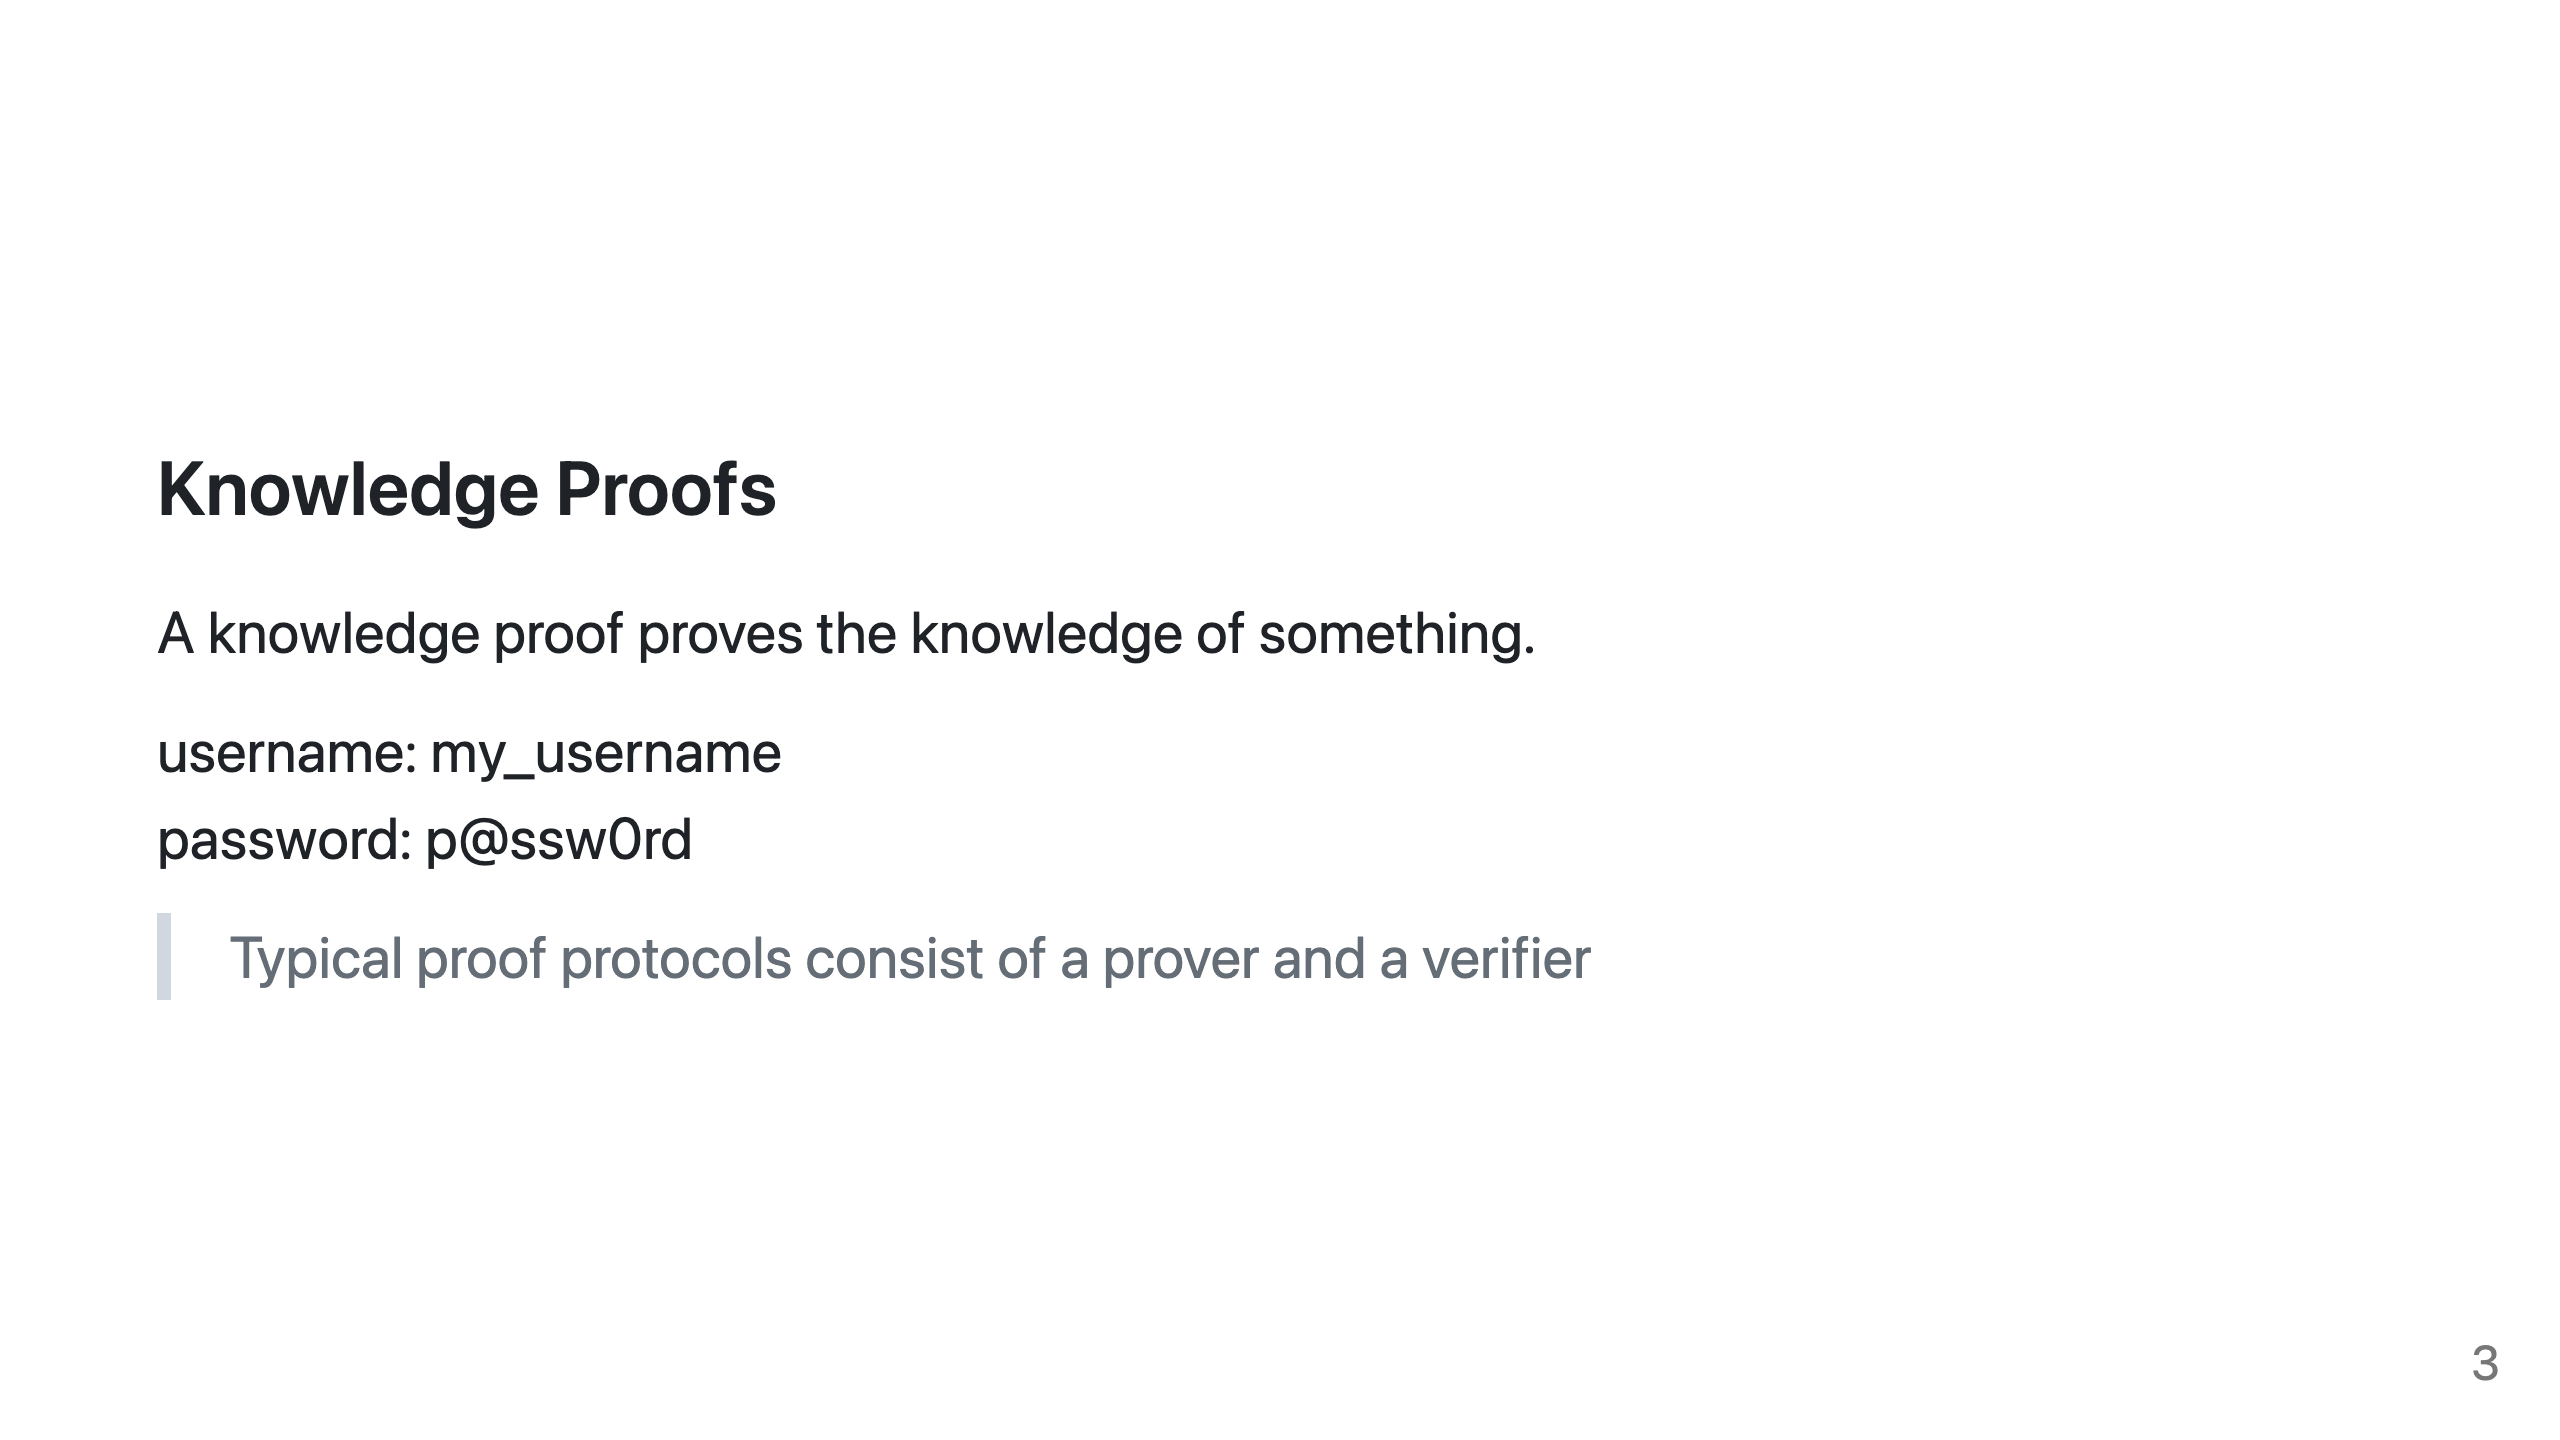 Knowledge Proofs
A knowledge proof proves the knowledge of something.
username: my_username
password: p@ssw0rd
Typical proof protocols consist of a prover and a verifier
3